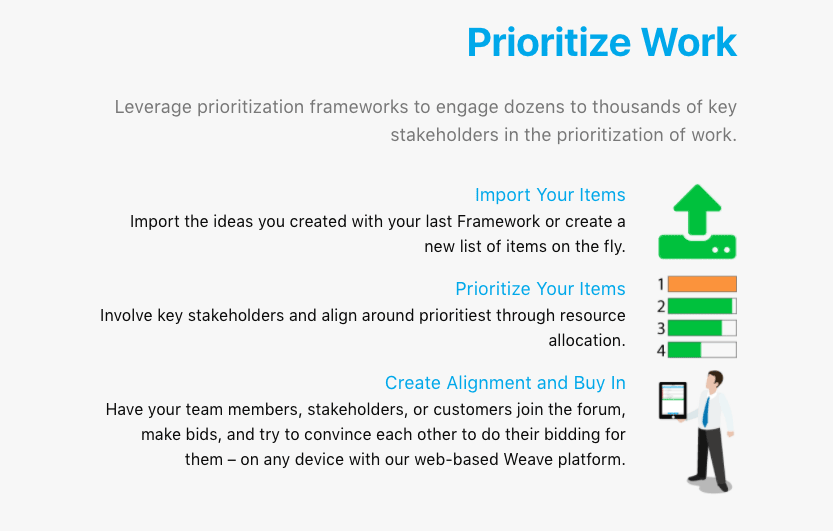 Prioritize Work
Leverage prioritization frameworks to engage dozens to thousands of key
stakeholders in the prioritization of work.
Import Your Items
Import the ideas you created with your last Framework or create a
new list of items on the fly.
Prioritize Your Items
Involve key stakeholders and align around prioritiest through resource
allocation.
1
2
3
4
Create Alignment and Buy In
Have your team members, stakeholders, or customers join the forum,
make bids, and try to convince each other to do their bidding for
them – on any device with our web-based Weave platform.